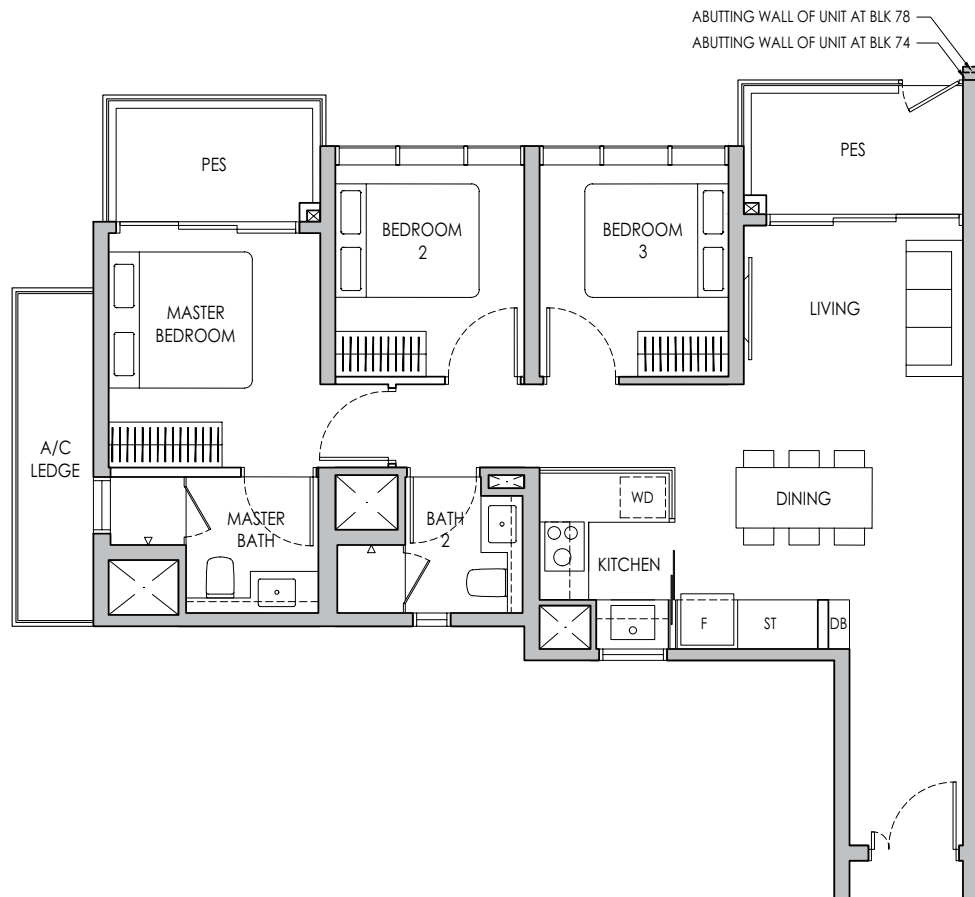 ABUTTING WALL OF UNIT AT BLK 78
ABUTTING WALL OF UNIT AT BLK 74
PES
PES
BEDROOM
2
BEDROOM
3
MASTER
BEDROOM
LIVING
A/C
LEDGE
WD
DINING
MASTER
BATH
BATH
2
KITCHEN
F
ST
DB